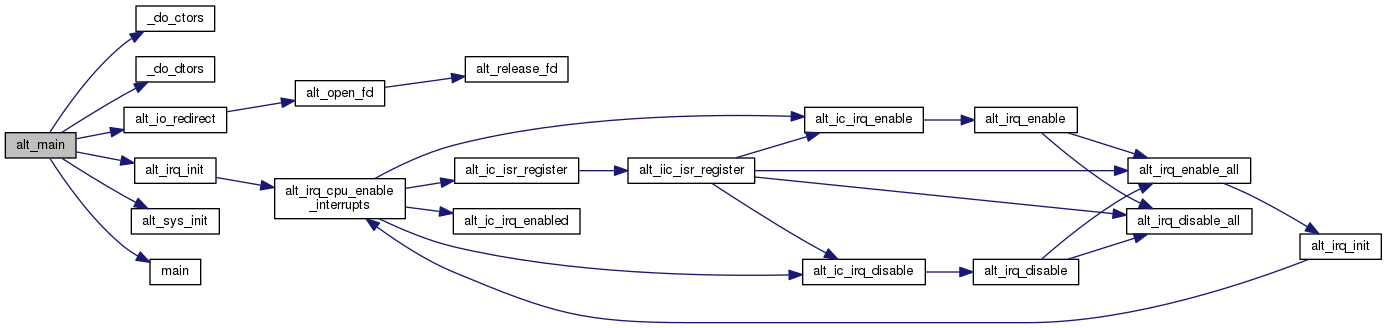 _do_ctors
_do_dtors
alt_release_fd
alt_open_fd
alt_io_redirect
alt_main
alt_irq_init
alt_sys_init
main
alt_irq_cpu_enable
_interrupts
alt_ic_isr_register
alt_ic_irq_enabled
alt_iic_isr_register
alt_ic_irq_enable
alt_ic_irq_disable
alt_irq_enable
alt_irq_disable
alt_irq_enable_all
alt_irq_disable_all
alt_irq_init